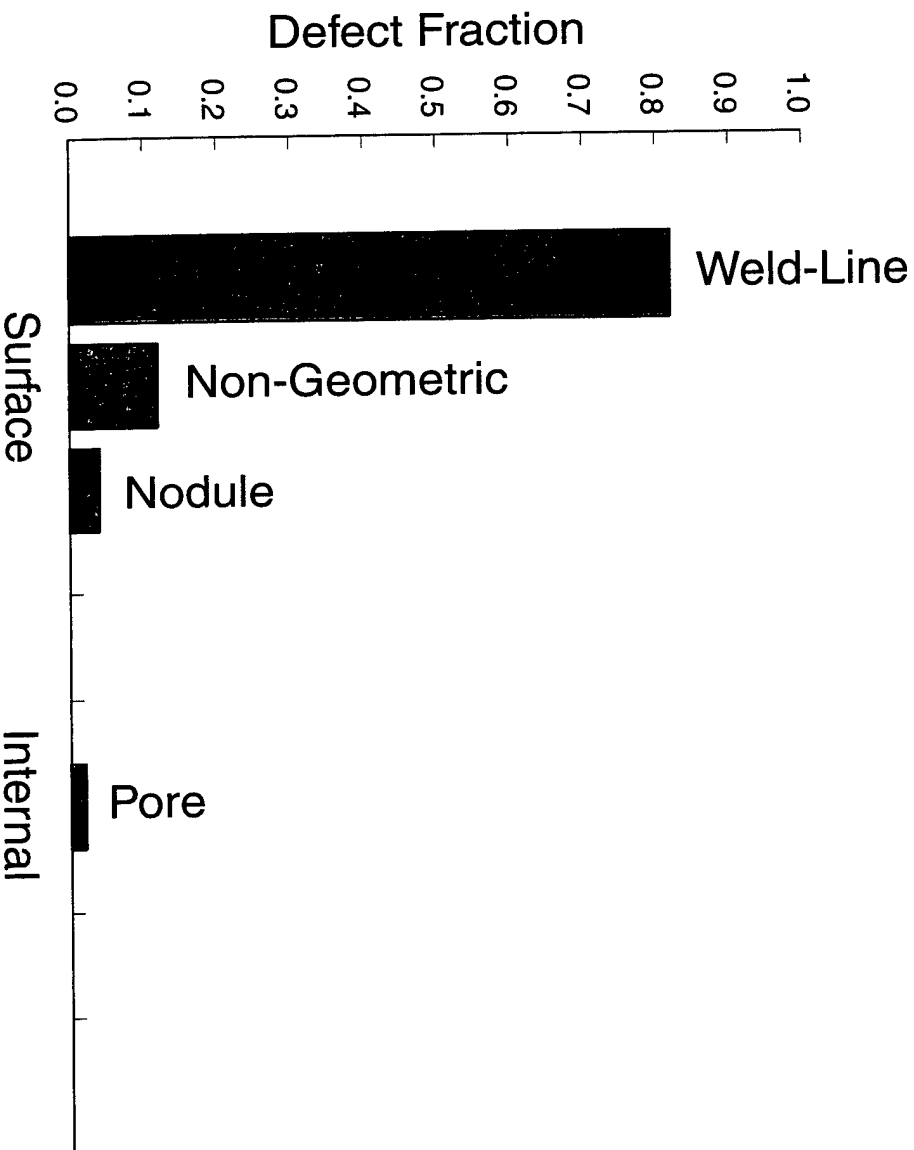 Defect Fraction
0.0
0.1
0.2
0.3
0.4
0.5
0.6
0.7
0.8
0.9
1.0
Weld-Line
Non-Geometric
Nodule
Pore
Surface
Internal